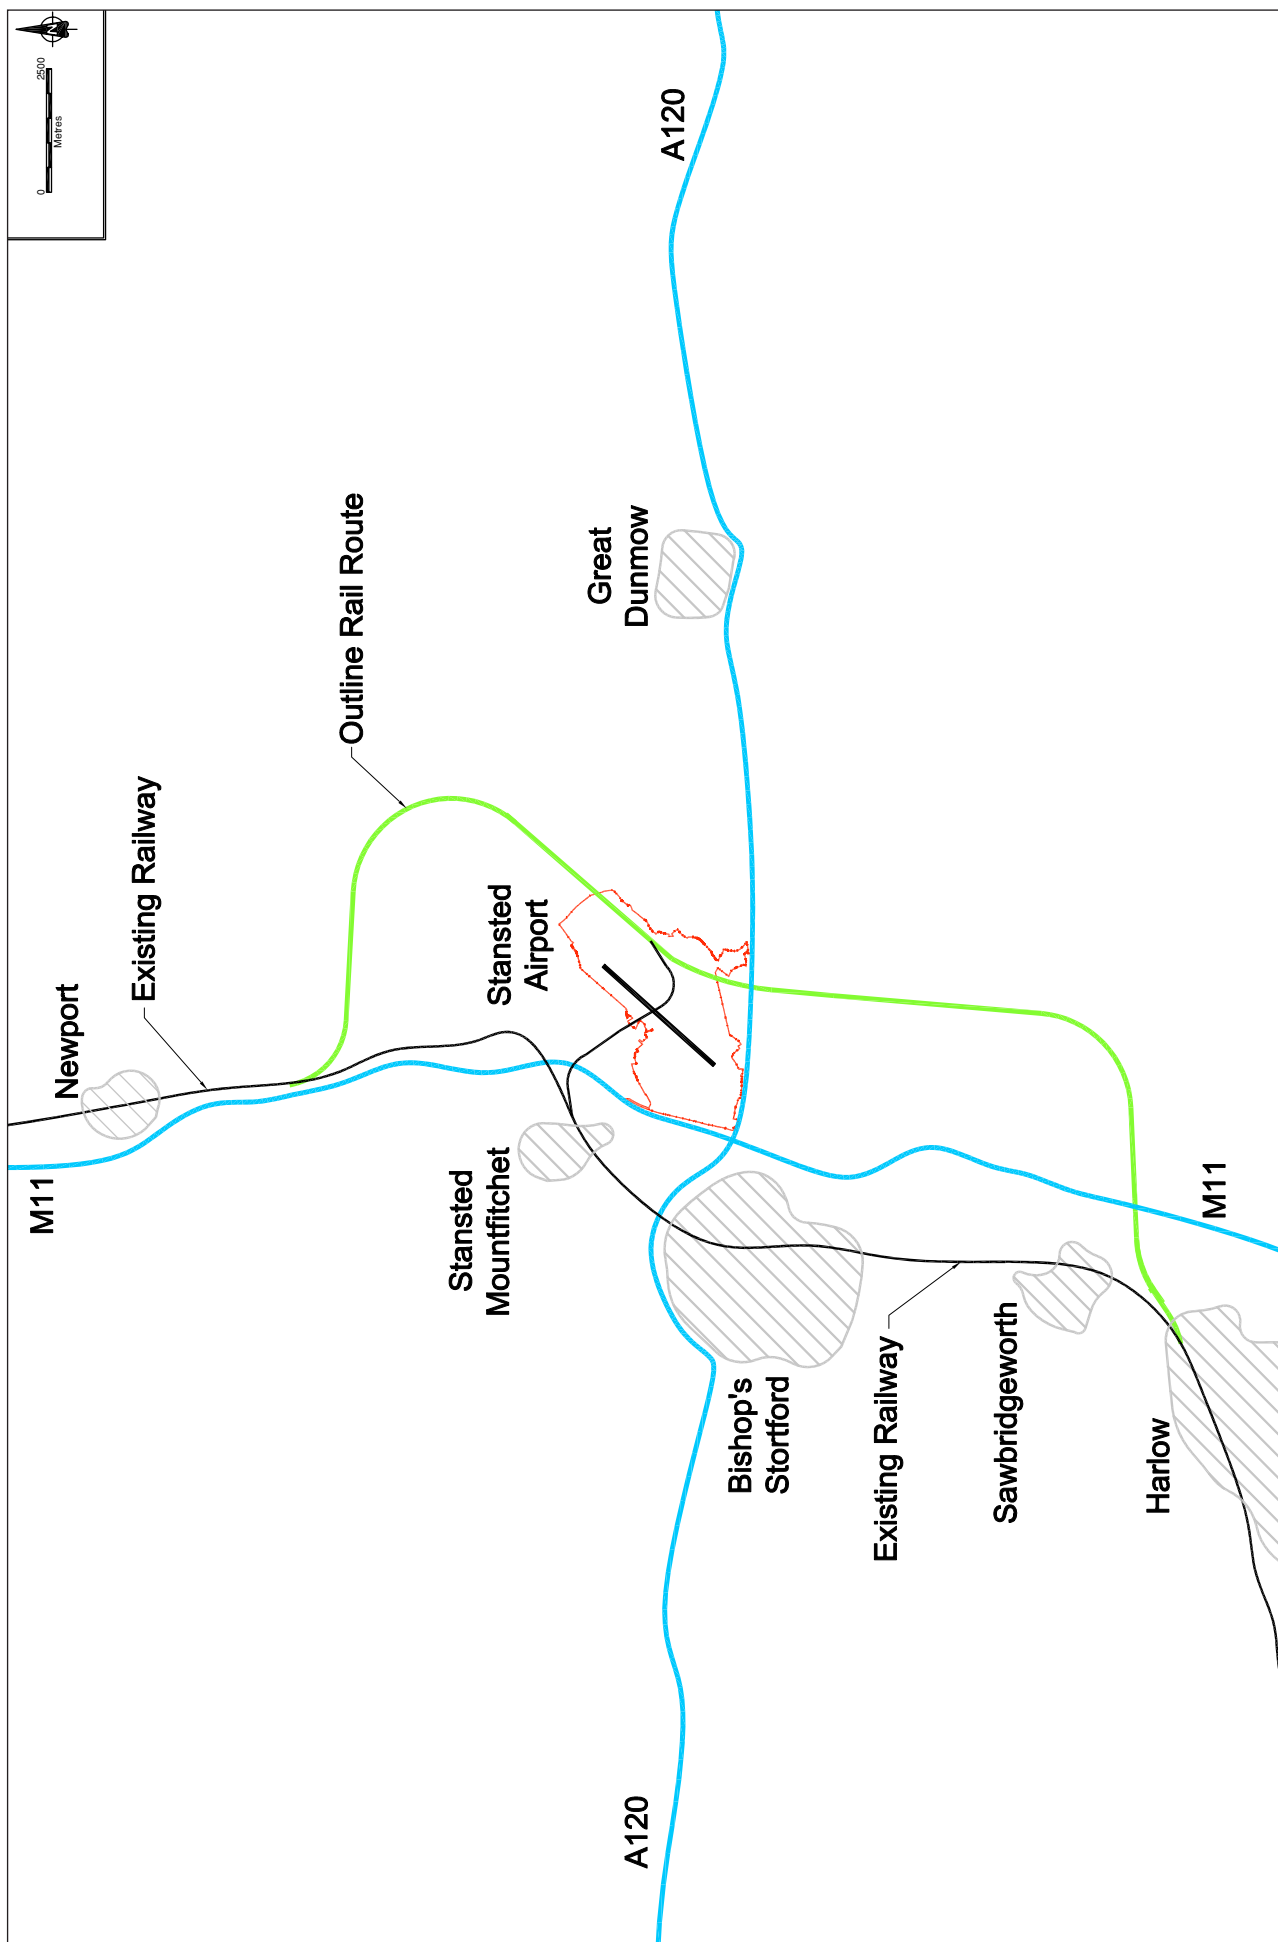 N
0
2500
Metres
M11
Newport
Existing Railway
Outline Rail Route
A120
Stansted
Mountfitchet
Stansted
Airport
Great
Dunmow
A120
Bishop's
Stortford
Existing Railway
Sawbridgeworth
Harlow
M11